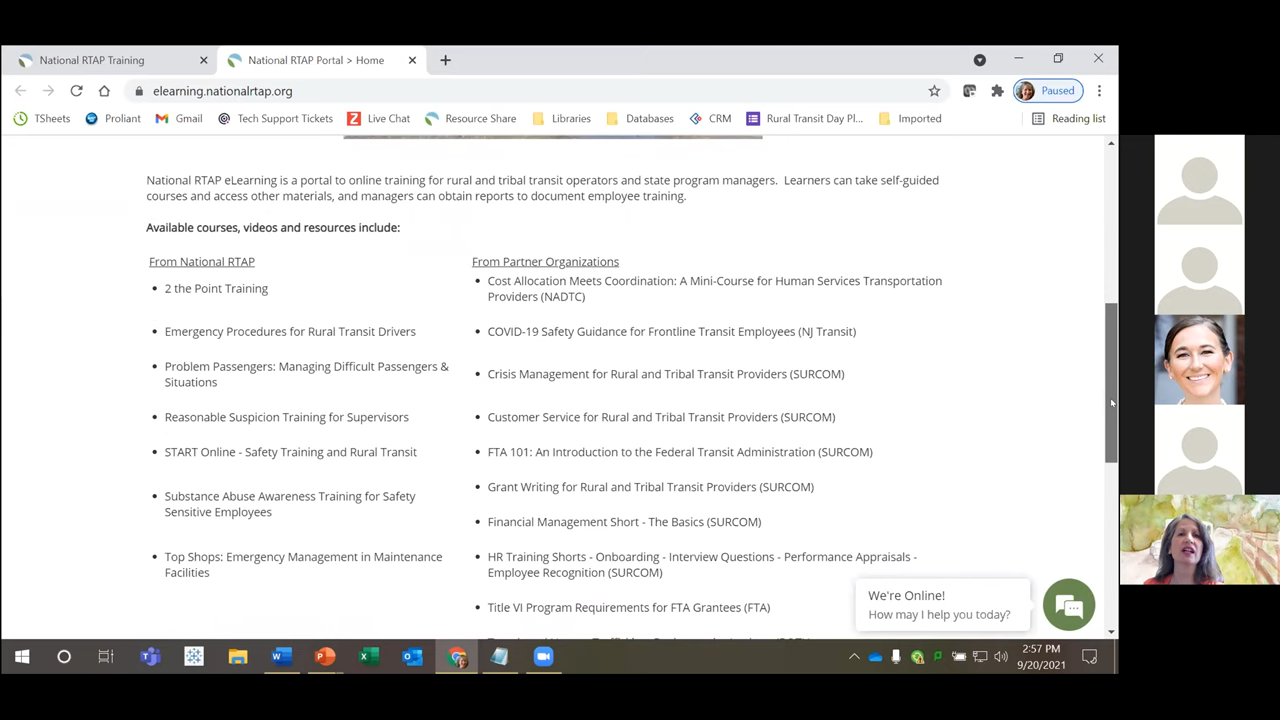 National RTAP Training
National RTAP Portal > Home
elearning.nationalrtap.org
Paused
TSheets
Proliant
Gmail
Tech Support Tickets
Live Chat
Resource Share
Libraries
Databases
CRM
Rural Transit Day Pl...
Imported
Reading list
National RTAP eLearning is a portal to online training for rural and tribal transit operators and state program managers. Learners can take self-guided
courses and access other materials, and managers can obtain reports to document employee training.
Available courses, videos and resources include:
From National RTAP
• 2 the Point Training
• Emergency Procedures for Rural Transit Drivers
• Problem Passengers: Managing Difficult Passengers &
Situations
• Reasonable Suspicion Training for Supervisors
• START Online - Safety Training and Rural Transit
• Substance Abuse Awareness Training for Safety
Sensitive Employees
• Top Shops: Emergency Management in Maintenance
Facilities
From Partner Organizations
• Cost Allocation Meets Coordination: A Mini-Course for Human Services Transportation
Providers (NADTC)
• COVID-19 Safety Guidance for Frontline Transit Employees (NJ Transit)
• Crisis Management for Rural and Tribal Transit Providers (SURCOM)
• Customer Service for Rural and Tribal Transit Providers (SURCOM)
• FTA 101: An Introduction to the Federal Transit Administration (SURCOM)
• Grant Writing for Rural and Tribal Transit Providers (SURCOM)
• Financial Management Short - The Basics (SURCOM)
• HR Training Shorts - Onboarding - Interview Questions - Performance Appraisals -
Employee Recognition (SURCOM)
• Title VI Program Requirements for FTA Grantees (FTA)
We're Online!
How may I help you today?
2:57 PM
9/20/2021